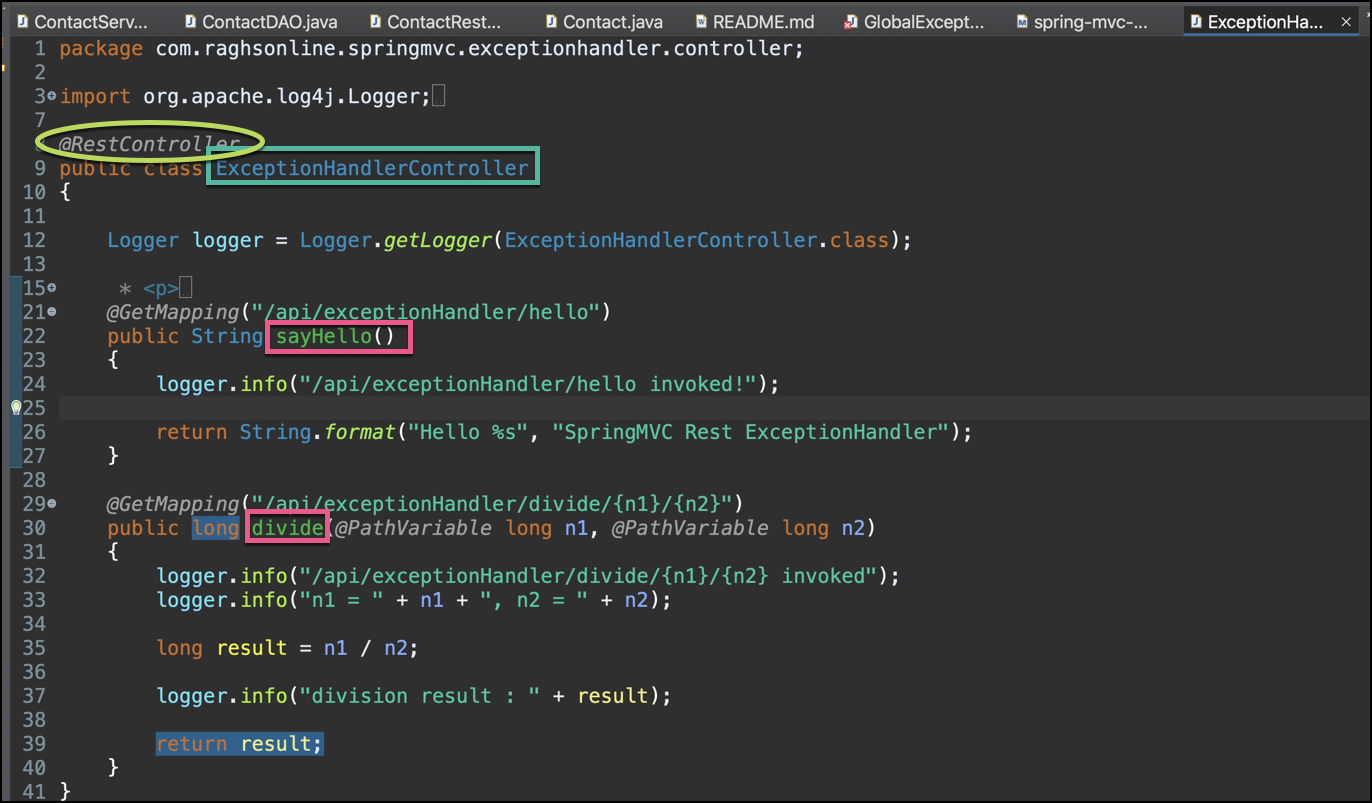 ContactServ... ContactDAO.java ContactRest... Contact.java README.md GlobalExcept... spring-mvc-... ExceptionHa...
1 package com.raghsonline.springmvc.exceptionhandler.controller;
2
3 import org.apache.log4j.Logger;
7
@RestController
9 public class ExceptionHandlerController
10 {
11
12 Logger logger = Logger.getLogger(ExceptionHandlerController.class);
13
15 * <p>
21 @GetMapping("/api/exceptionHandler/hello")
22 public String sayHello()
23 {
24 logger.info("/api/exceptionHandler/hello invoked!");
25
26 return String.format("Hello %s", "SpringMVC Rest ExceptionHandler");
27 }
28
29 @GetMapping("/api/exceptionHandler/divide/{n1}/{n2}")
30 public long divide(@PathVariable long n1, @PathVariable long n2)
31 {
32 logger.info("/api/exceptionHandler/divide/{n1}/{n2} invoked");
33 logger.info("n1 = " + n1 + ", n2 = " + n2);
34
35 long result = n1 / n2;
36
37 logger.info("division result : " + result);
38
39 return result;
40 }
41 }